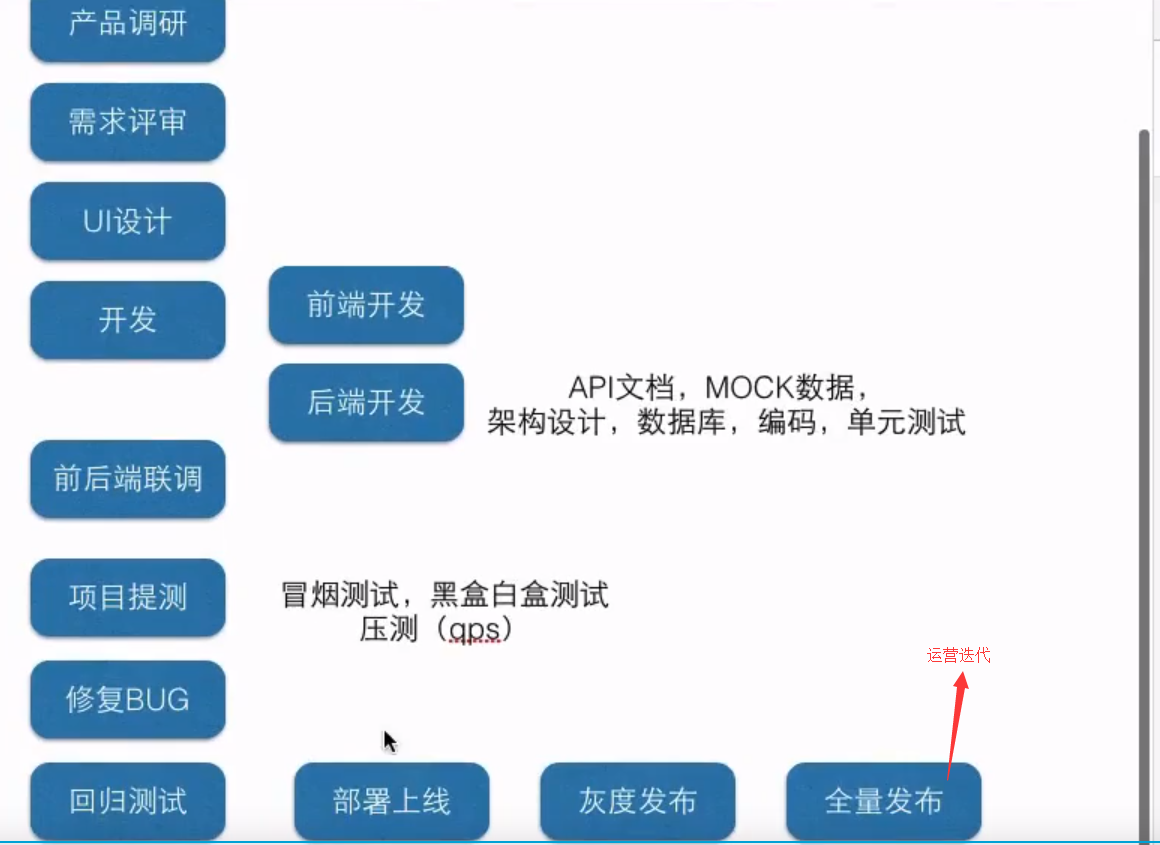 产品调研
需求评审
UI设计
开发
前端开发
后端开发
API文档，MOCK数据，
架构设计，数据库，编码，单元测试
前后端联调
项目提测
冒烟测试，黑盒白盒测试
压测（qps）
运营迭代
修复BUG
回归测试
部署上线
灰度发布
全量发布